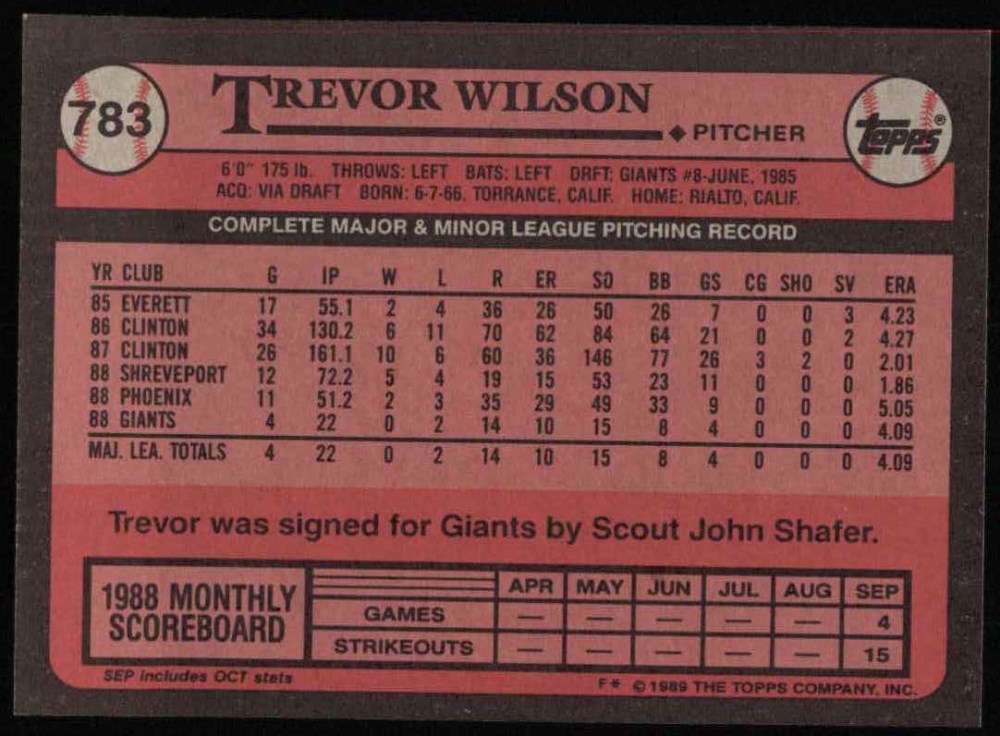 783
TREVOR WILSON
◆ PITCHER
topps®
6'0" 175 lb. THROWS: LEFT BATS: LEFT DRFT: GIANTS #8-JUNE, 1985
ACQ: VIA DRAFT BORN: 6-7-66, TORRANCE, CALIF. HOME: RIALTO, CALIF.
COMPLETE MAJOR & MINOR LEAGUE PITCHING RECORD
YR CLUB G IP W L R ER SO BB GS CG SHO SV ERA
85 EVERETT 17 55.1 2 4 36 26 50 26 7 0 0 3 4.23
86 CLINTON 34 130.2 6 11 70 62 84 64 21 0 0 2 4.27
87 CLINTON 26 161.1 10 6 60 36 146 77 26 3 2 0 2.01
88 SHREVEPORT 12 72.2 5 4 19 15 53 23 11 0 0 0 1.86
88 PHOENIX 11 51.2 2 3 35 29 49 33 9 0 0 0 5.05
88 GIANTS 4 22 0 2 14 10 15 8 4 0 0 0 4.09
MAJ. LEA. TOTALS 4 22 0 2 14 10 15 8 4 0 0 0 4.09
Trevor was signed for Giants by Scout John Shafer.
1988 MONTHLY
SCOREBOARD
APR MAY JUN JUL AUG SEP
GAMES — — — — — 4
STRIKEOUTS — — — — — 15
SEP includes OCT stats
F* © 1989 THE TOPPS COMPANY, INC.